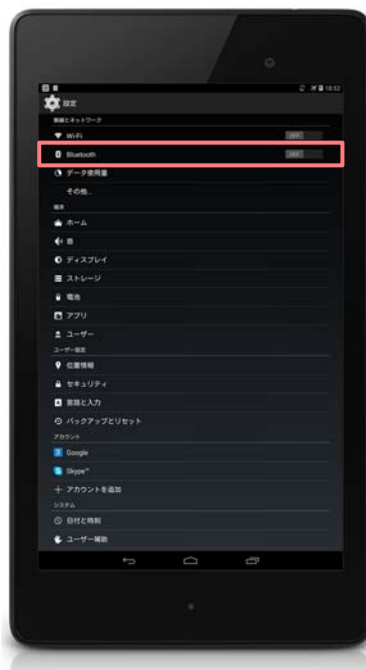 18:52
設定
無線とネットワーク
Wi-Fi
OFF
Bluetooth
OFF
データ使用量
その他...
端末
ホーム
音
ディスプレイ
ストレージ
電池
アプリ
ユーザー
ユーザー設定
位置情報
セキュリティ
言語と入力
バックアップとリセット
アカウント
Google
Skype™
アカウントを追加
システム
日付と時刻
ユーザー補助